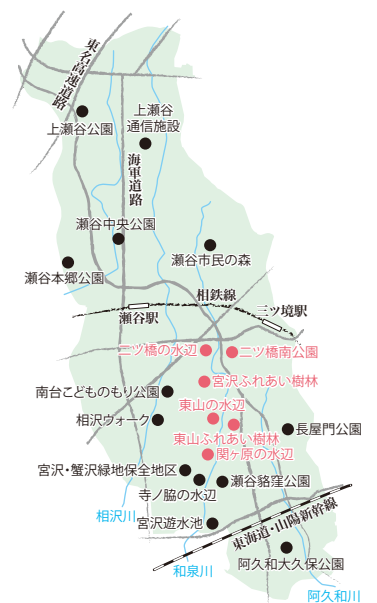 東名高速道路
上瀬谷公園
上瀬谷
通信施設
海軍道路
瀬谷中央公園
瀬谷市民の森
瀬谷本郷公園
相鉄線
瀬谷駅
三ツ境駅
二ツ橋の水辺
二ツ橋南公園
宮沢ふれあい樹林
南台こどものもり公園
東山の水辺
相沢ウォーク
長屋門公園
東山ふれあい樹林
関ヶ原の水辺
宮沢・蟹沢緑地保全地区
瀬谷貉窪公園
寺ノ脇の水辺
相沢川
宮沢遊水池
東海道・山陽新幹線
和泉川
阿久和大久保公園
阿久和川